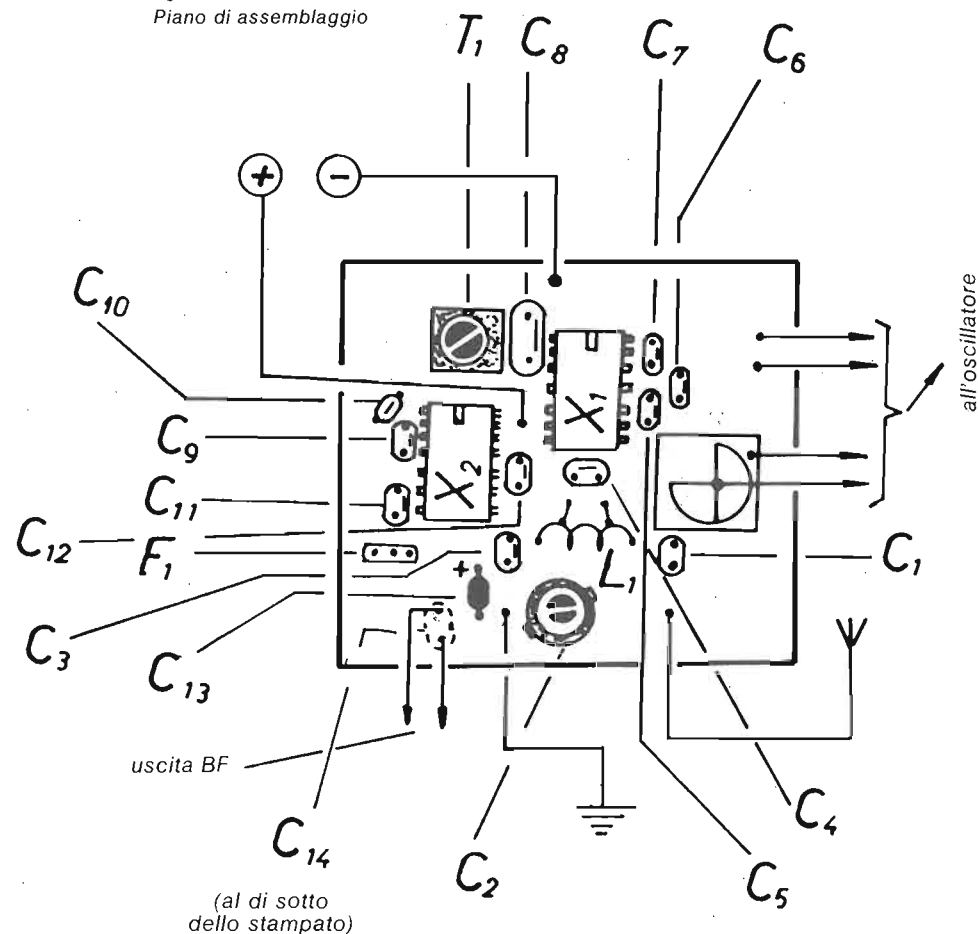 Piano di assemblaggio
T1 C8 C7 C6
+ -
C10
all'oscillatore
X1
C9
X2
C11
C12
F1
+
L1
C1
C3
C13
uscita BF
C14
C2
C4
C5
(al di sotto
dello stampato)